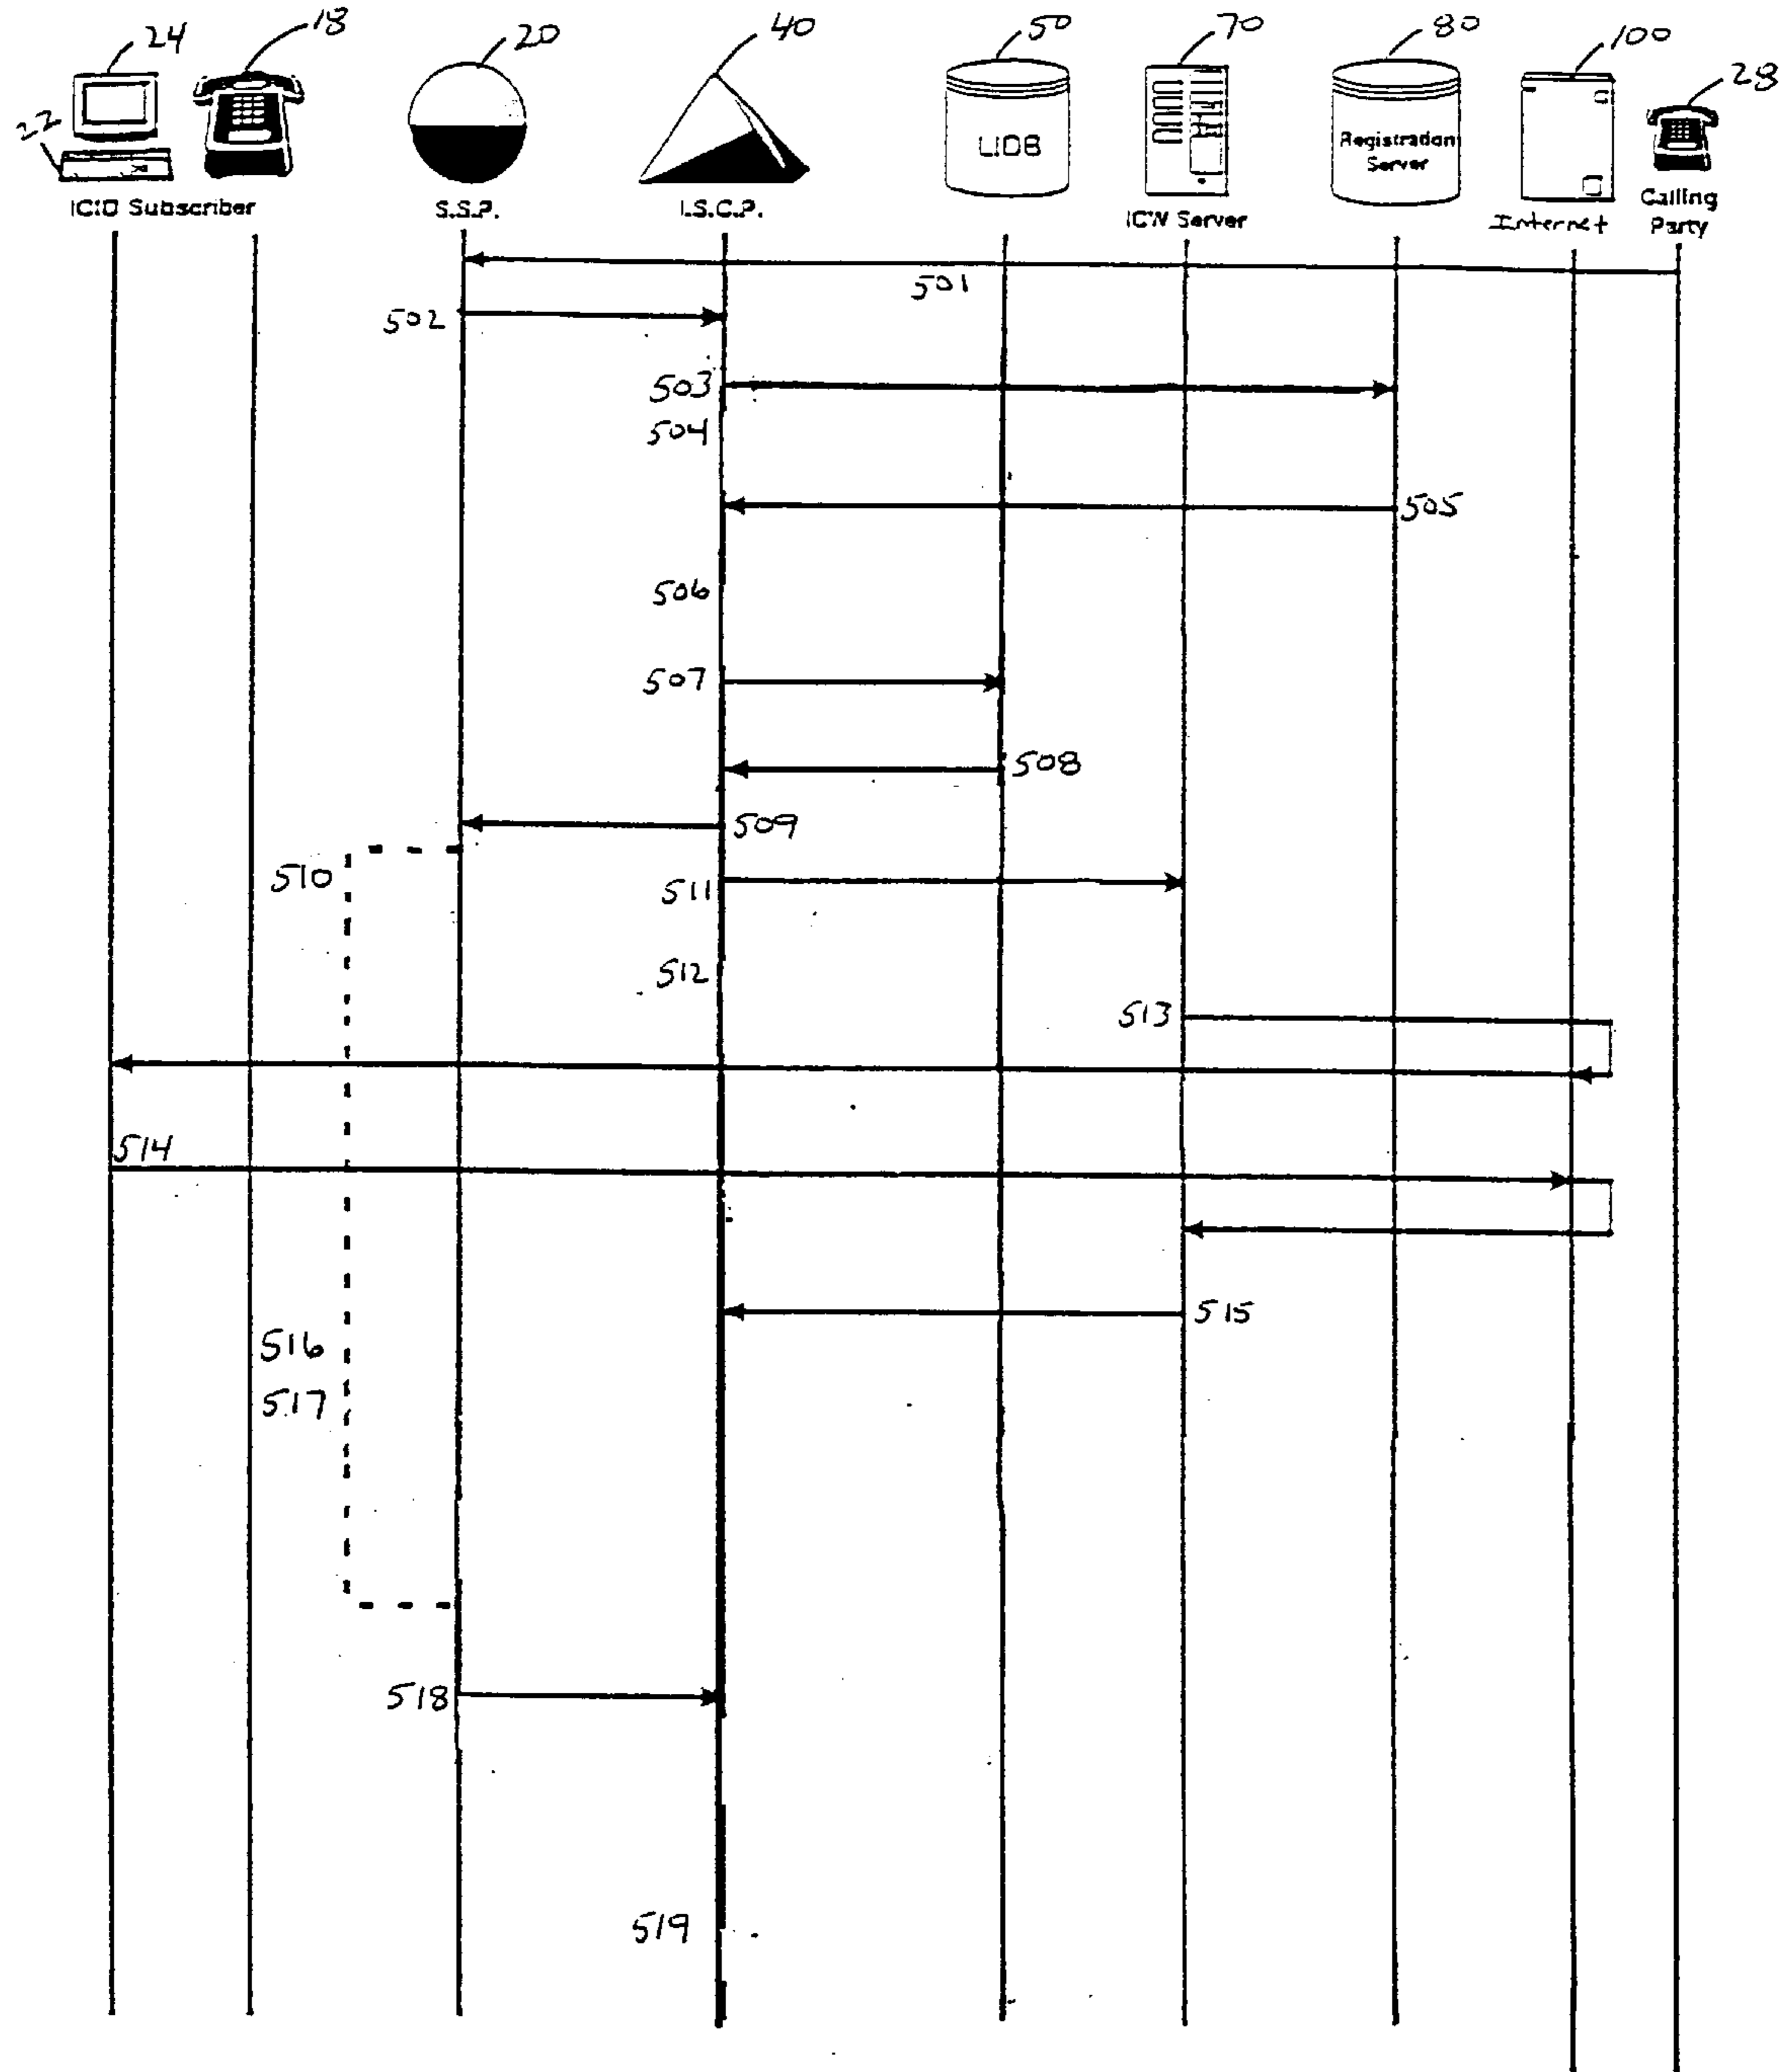 24
18
20
40
50
70
80
100
28
22
LIDB
Registration
Server
ICID Subscriber
S.S.P.
I.S.C.P.
ICW Server
Internet
Calling
Party
501
502
503
504
505
506
507
508
509
510
511
512
513
514
515
516
517
518
519